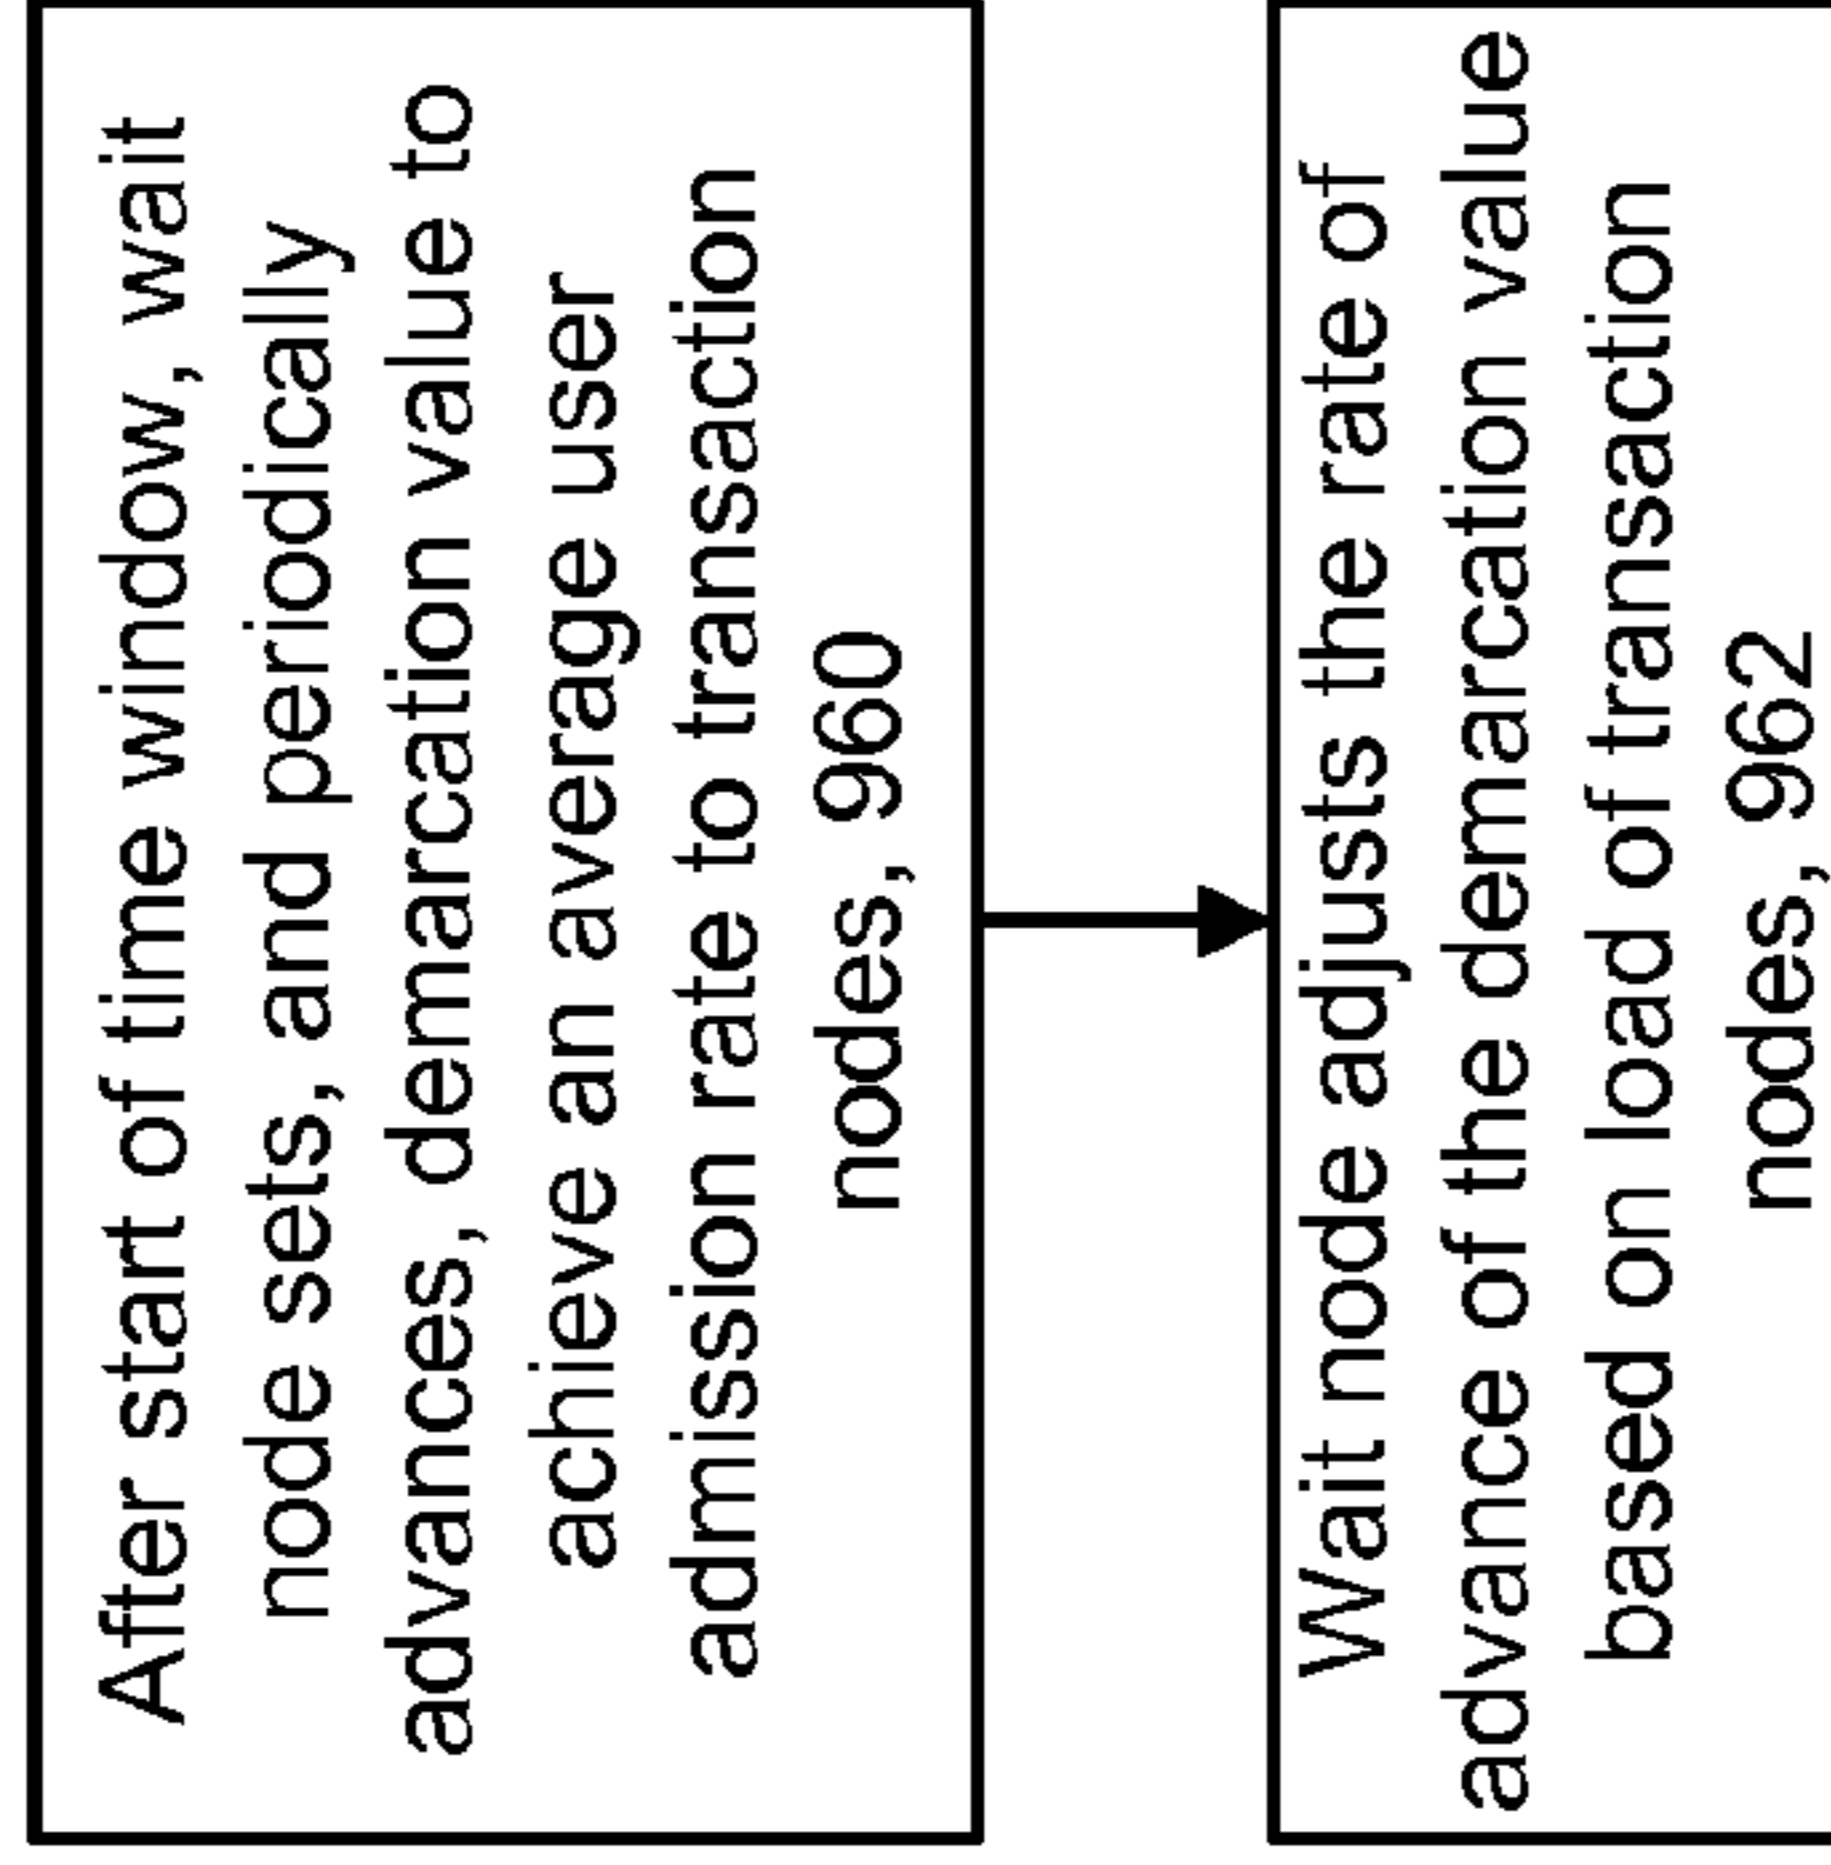 After start of time window, wait
node sets, and periodically
advances, demarcation value to
achieve an average user
admission rate to transaction
nodes, 960
Wait node adjusts the rate of
advance of the demarcation value
based on load of transaction
nodes, 962